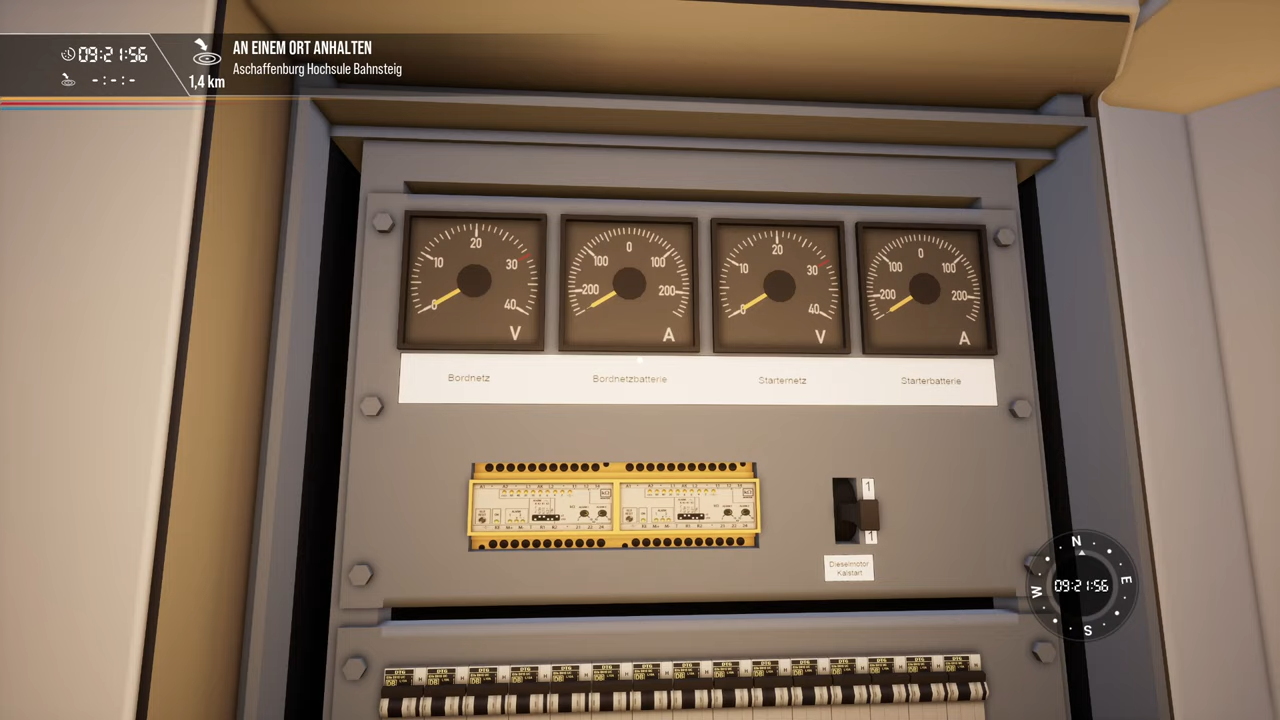 09:21:56
AN EINEM ORT ANHALTEN
Aschaffenburg Hochsule Bahnsteig
- : - : -
1,4 km
0 10 20 30 40 V
200 100 0 100 200 A
0 10 20 30 40 V
200 100 0 100 200 A
Bordnetz
Bordnetzbatterie
Starternetz
Starterbatterie
1
1
Dieselmotor
Kalstart
N
W
09:21:56
E
S